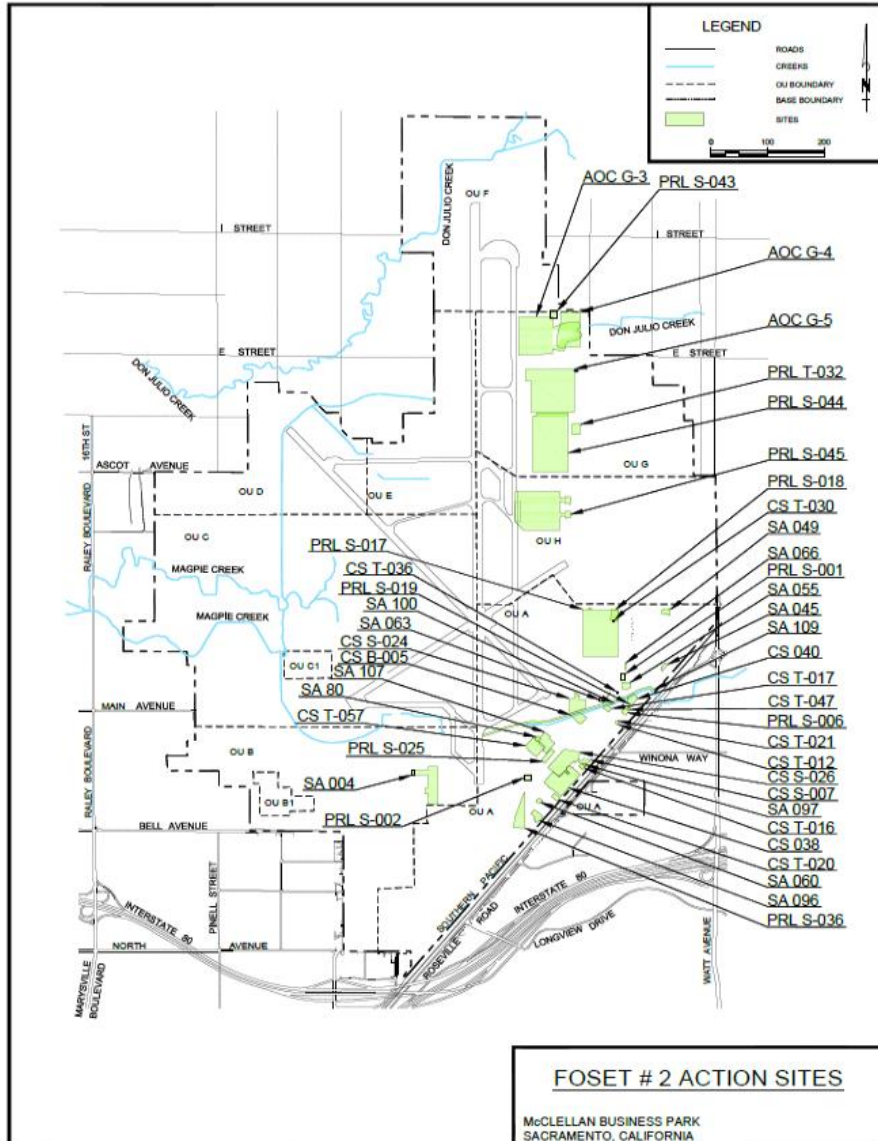 LEGEND
ROADS
CREEKS
OU BOUNDARY
BASE BOUNDARY
SITES
N
0 100 200
AOC G-3
PRL S-043
OU F
DON JULIO CREEK
I STREET
I STREET
AOC G-4
DON JULIO CREEK
AOC G-5
E STREET
E STREET
DON JULIO CREEK
PRL T-032
PRL S-044
16TH ST
ASCOT AVENUE
OU G
PRL S-045
OU D
OU E
PRL S-018
OU C
OU H
CS T-030
PRL S-017
SA 049
RALEY BOULEVARD
CS T-036
SA 066
MAGPIE CREEK
PRL S-019
PRL S-001
SA 100
SA 055
MAGPIE CREEK
SA 063
OU A
SA 045
CS S-024
SA 109
CS B-005
OU C1
SA 107
CS 040
SA 80
CS T-017
MAIN AVENUE
CS T-057
CS T-047
PRL S-006
PRL S-025
CS T-021
OU B
WINONA WAY
CS T-012
SA 004
CS S-026
RALEY BOULEVARD
OU B1
CS S-007
PRL S-002
OU A
OU A
SA 097
BELL AVENUE
CS T-016
CS 038
CS T-020
PINELL STREET
SOUTHERN PACIFIC
SA 060
ROSEVILLE ROAD
INTERSTATE 80
SA 096
INTERSTATE 80
LONGVIEW DRIVE
PRL S-036
NORTH AVENUE
WATT AVENUE
MARYSVILLE BOULEVARD
FOSET # 2 ACTION SITES
McCLELLAN BUSINESS PARK
SACRAMENTO, CALIFORNIA